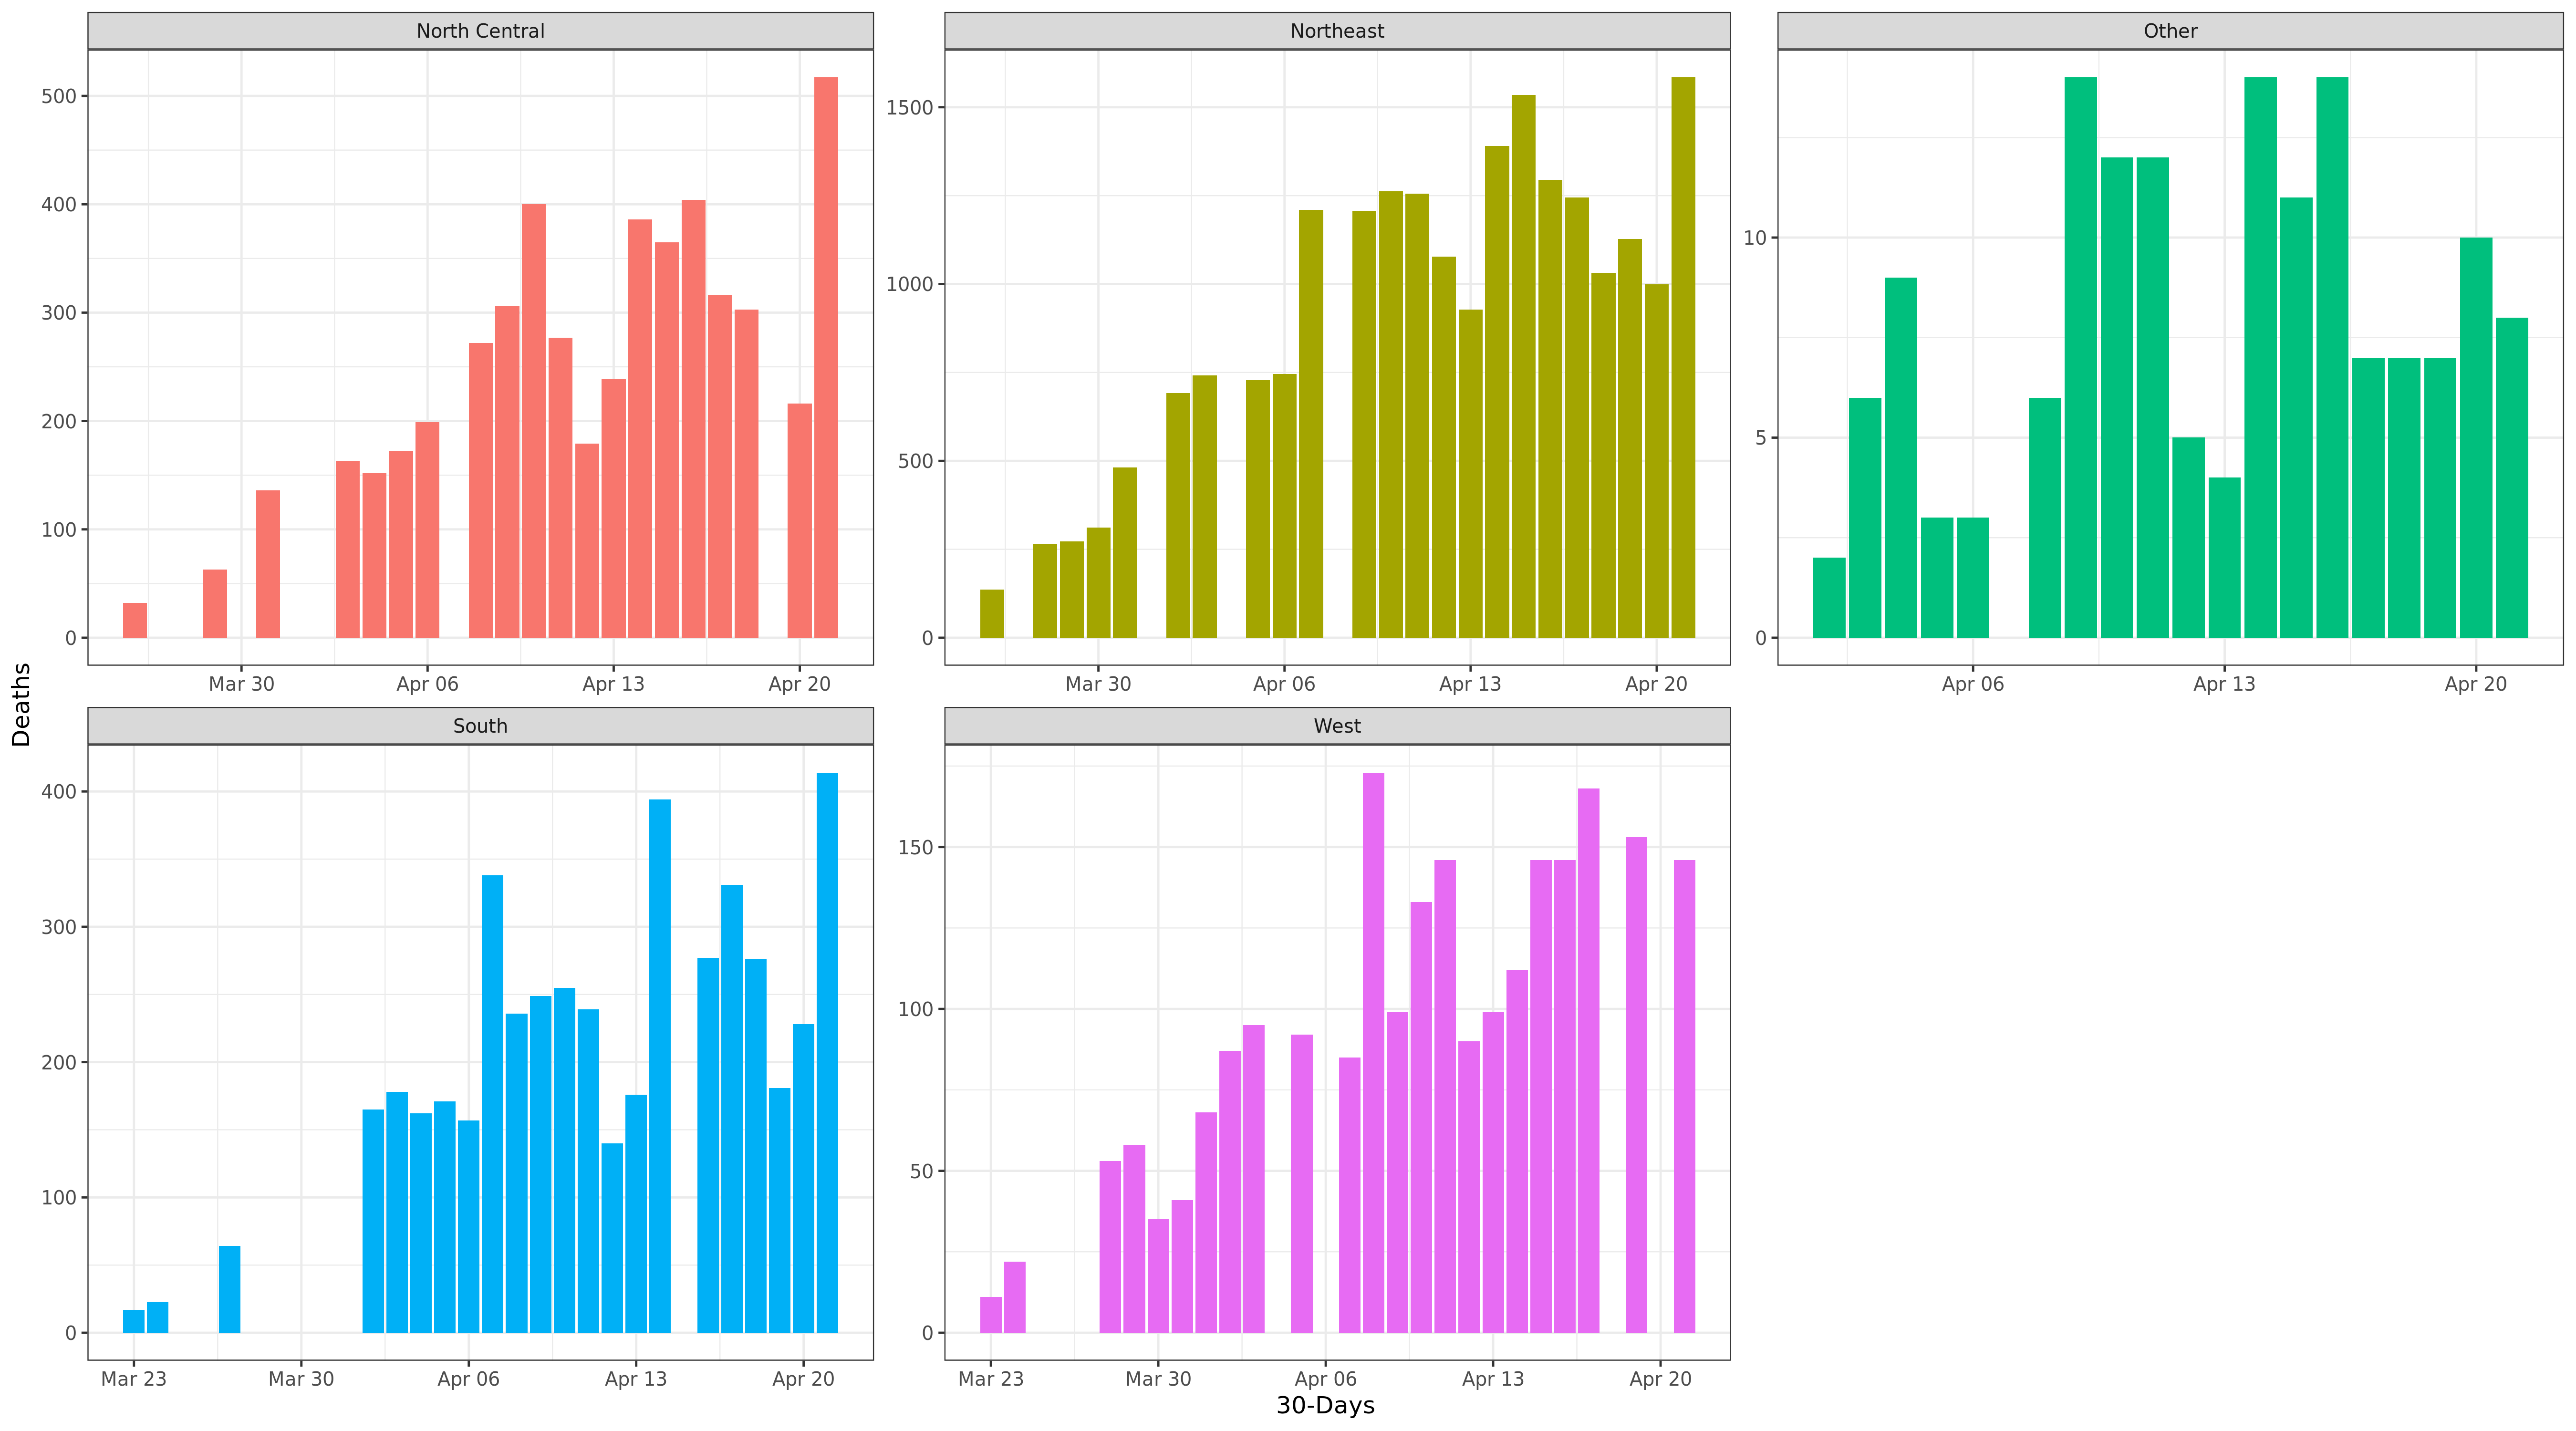 North Central
Northeast
Other
500
400
300
200
100
0
1500
1000
500
0
10
5
0
Mar 30 Apr 06 Apr 13 Apr 20
Mar 30 Apr 06 Apr 13 Apr 20
Apr 06 Apr 13 Apr 20
Deaths
South
West
400
300
200
100
0
150
100
50
0
Mar 23 Mar 30 Apr 06 Apr 13 Apr 20
Mar 23 Mar 30 Apr 06 Apr 13 Apr 20
30-Days